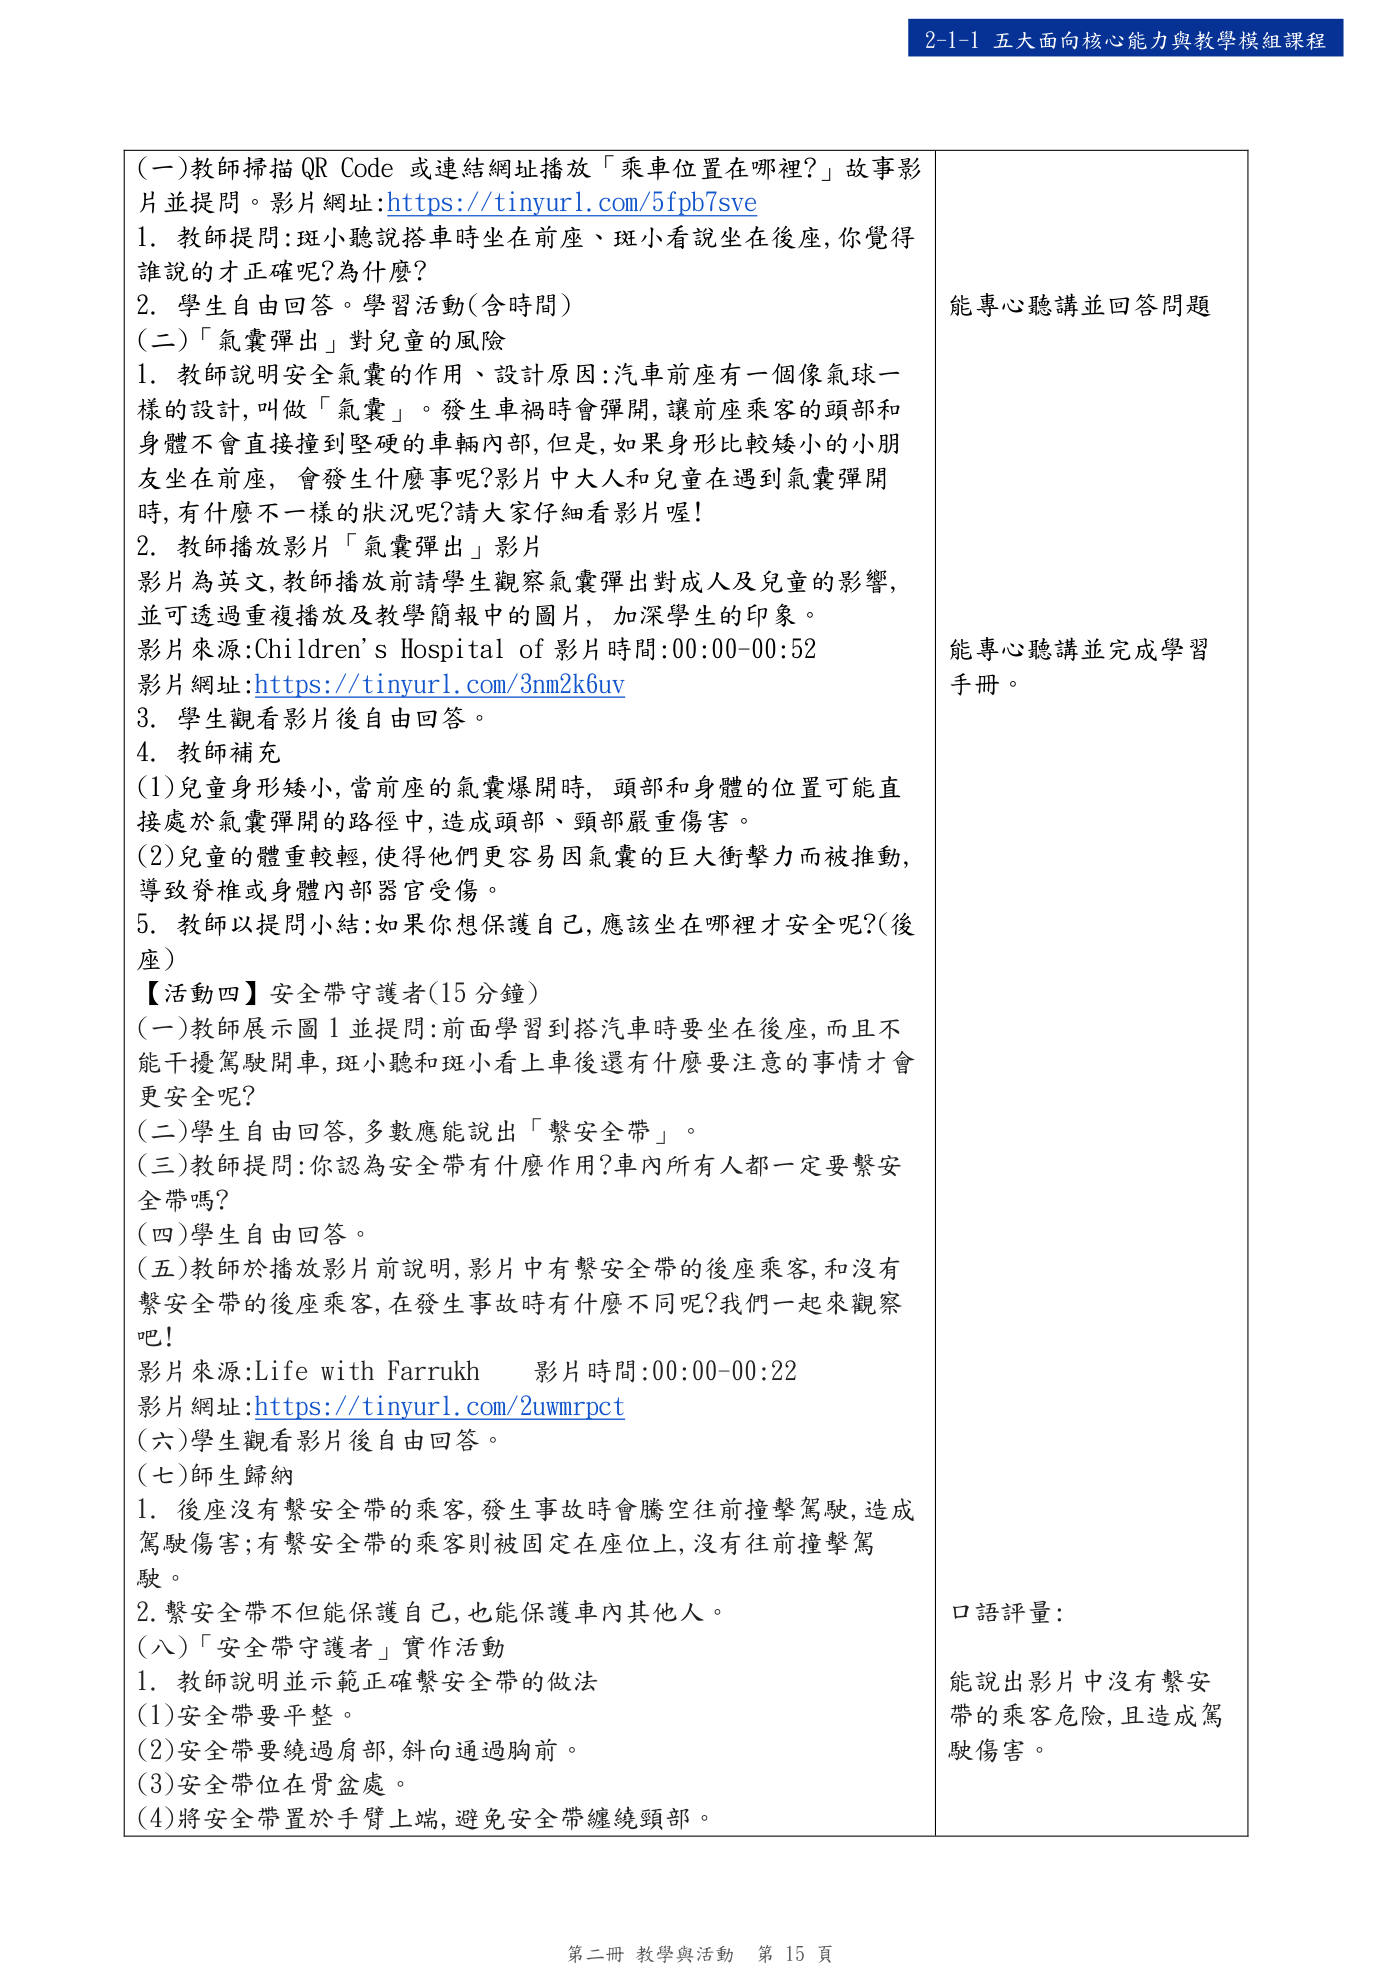 2-1-1 五大面向核心能力與教學模組課程
(一)教師掃描QR Code 或連結網址播放「乘車位置在哪裡?」故事影
片並提問。影片網址:https://tinyurl.com/5fpb7sve
1. 教師提問:斑小聽說搭車時坐在前座、斑小看說坐在後座,你覺得
誰說的才正確呢?為什麼?
2. 學生自由回答。學習活動(含時間)
能專心聽講並回答問題
(二)「氣囊彈出」對兒童的風險
1. 教師說明安全氣囊的作用、設計原因:汽車前座有一個像氣球一
樣的設計,叫做「氣囊」。發生車禍時會彈開,讓前座乘客的頭部和
身體不會直接撞到堅硬的車輛內部,但是,如果身形比較矮小的小朋
友坐在前座, 會發生什麼事呢?影片中大人和兒童在遇到氣囊彈開
時,有什麼不一樣的狀況呢?請大家仔細看影片喔!
2. 教師播放影片「氣囊彈出」影片
影片為英文,教師播放前請學生觀察氣囊彈出對成人及兒童的影響,
並可透過重複播放及教學簡報中的圖片, 加深學生的印象。
影片來源:Children's Hospital of 影片時間:00:00-00:52
影片網址:https://tinyurl.com/3nm2k6uv
能專心聽講並完成學習
手冊。
3. 學生觀看影片後自由回答。
4. 教師補充
(1)兒童身形矮小,當前座的氣囊爆開時, 頭部和身體的位置可能直
接處於氣囊彈開的路徑中,造成頭部、頸部嚴重傷害。
(2)兒童的體重較輕,使得他們更容易因氣囊的巨大衝擊力而被推動,
導致脊椎或身體內部器官受傷。
5. 教師以提問小結:如果你想保護自己,應該坐在哪裡才安全呢?(後
座)
【活動四】安全帶守護者(15分鐘)
(一)教師展示圖1並提問:前面學習到搭汽車時要坐在後座,而且不
能干擾駕駛開車,斑小聽和斑小看上車後還有什麼要注意的事情才會
更安全呢?
(二)學生自由回答,多數應能說出「繫安全帶」。
(三)教師提問:你認為安全帶有什麼作用?車內所有人都一定要繫安
全帶嗎?
(四)學生自由回答。
(五)教師於播放影片前說明,影片中有繫安全帶的後座乘客,和沒有
繫安全帶的後座乘客,在發生事故時有什麼不同呢?我們一起來觀察
吧!
影片來源:Life with Farrukh 影片時間:00:00-00:22
影片網址:https://tinyurl.com/2uwmrpct
(六)學生觀看影片後自由回答。
(七)師生歸納
1. 後座沒有繫安全帶的乘客,發生事故時會騰空往前撞擊駕駛,造成
駕駛傷害;有繫安全帶的乘客則被固定在座位上,沒有往前撞擊駕
駛。
2.繫安全帶不但能保護自己,也能保護車內其他人。
(八)「安全帶守護者」實作活動
1. 教師說明並示範正確繫安全帶的做法
(1)安全帶要平整。
(2)安全帶要繞過肩部,斜向通過胸前。
(3)安全帶位在骨盆處。
(4)將安全帶置於手臂上端,避免安全帶纏繞頸部。
口語評量:
能說出影片中沒有繫安
帶的乘客危險,且造成駕
駛傷害。
第二冊 教學與活動 第 15 頁